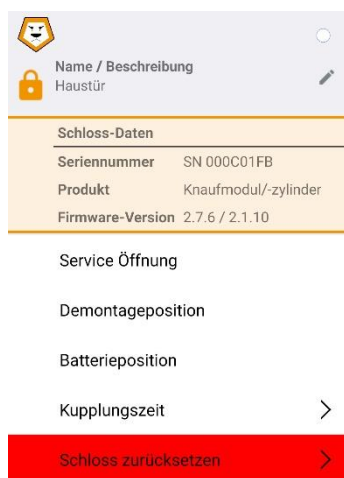 Name / Beschreibung
Haustür
Schloss-Daten
Seriennummer SN 000C01FB
Produkt Knaufmodul/-zylinder
Firmware-Version 2.7.6 / 2.1.10
Service Öffnung
Demontageposition
Batterieposition
Kupplungszeit
Schloss zurücksetzen